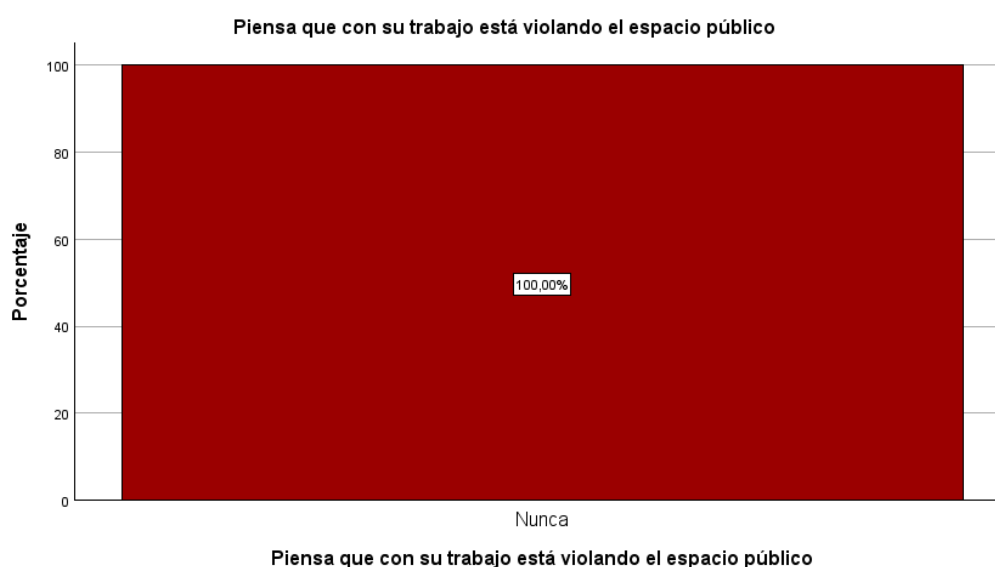 Piensa que con su trabajo está violando el espacio público
Porcentaje
100
80
60
40
20
0
100,00%
Nunca
Piensa que con su trabajo está violando el espacio público